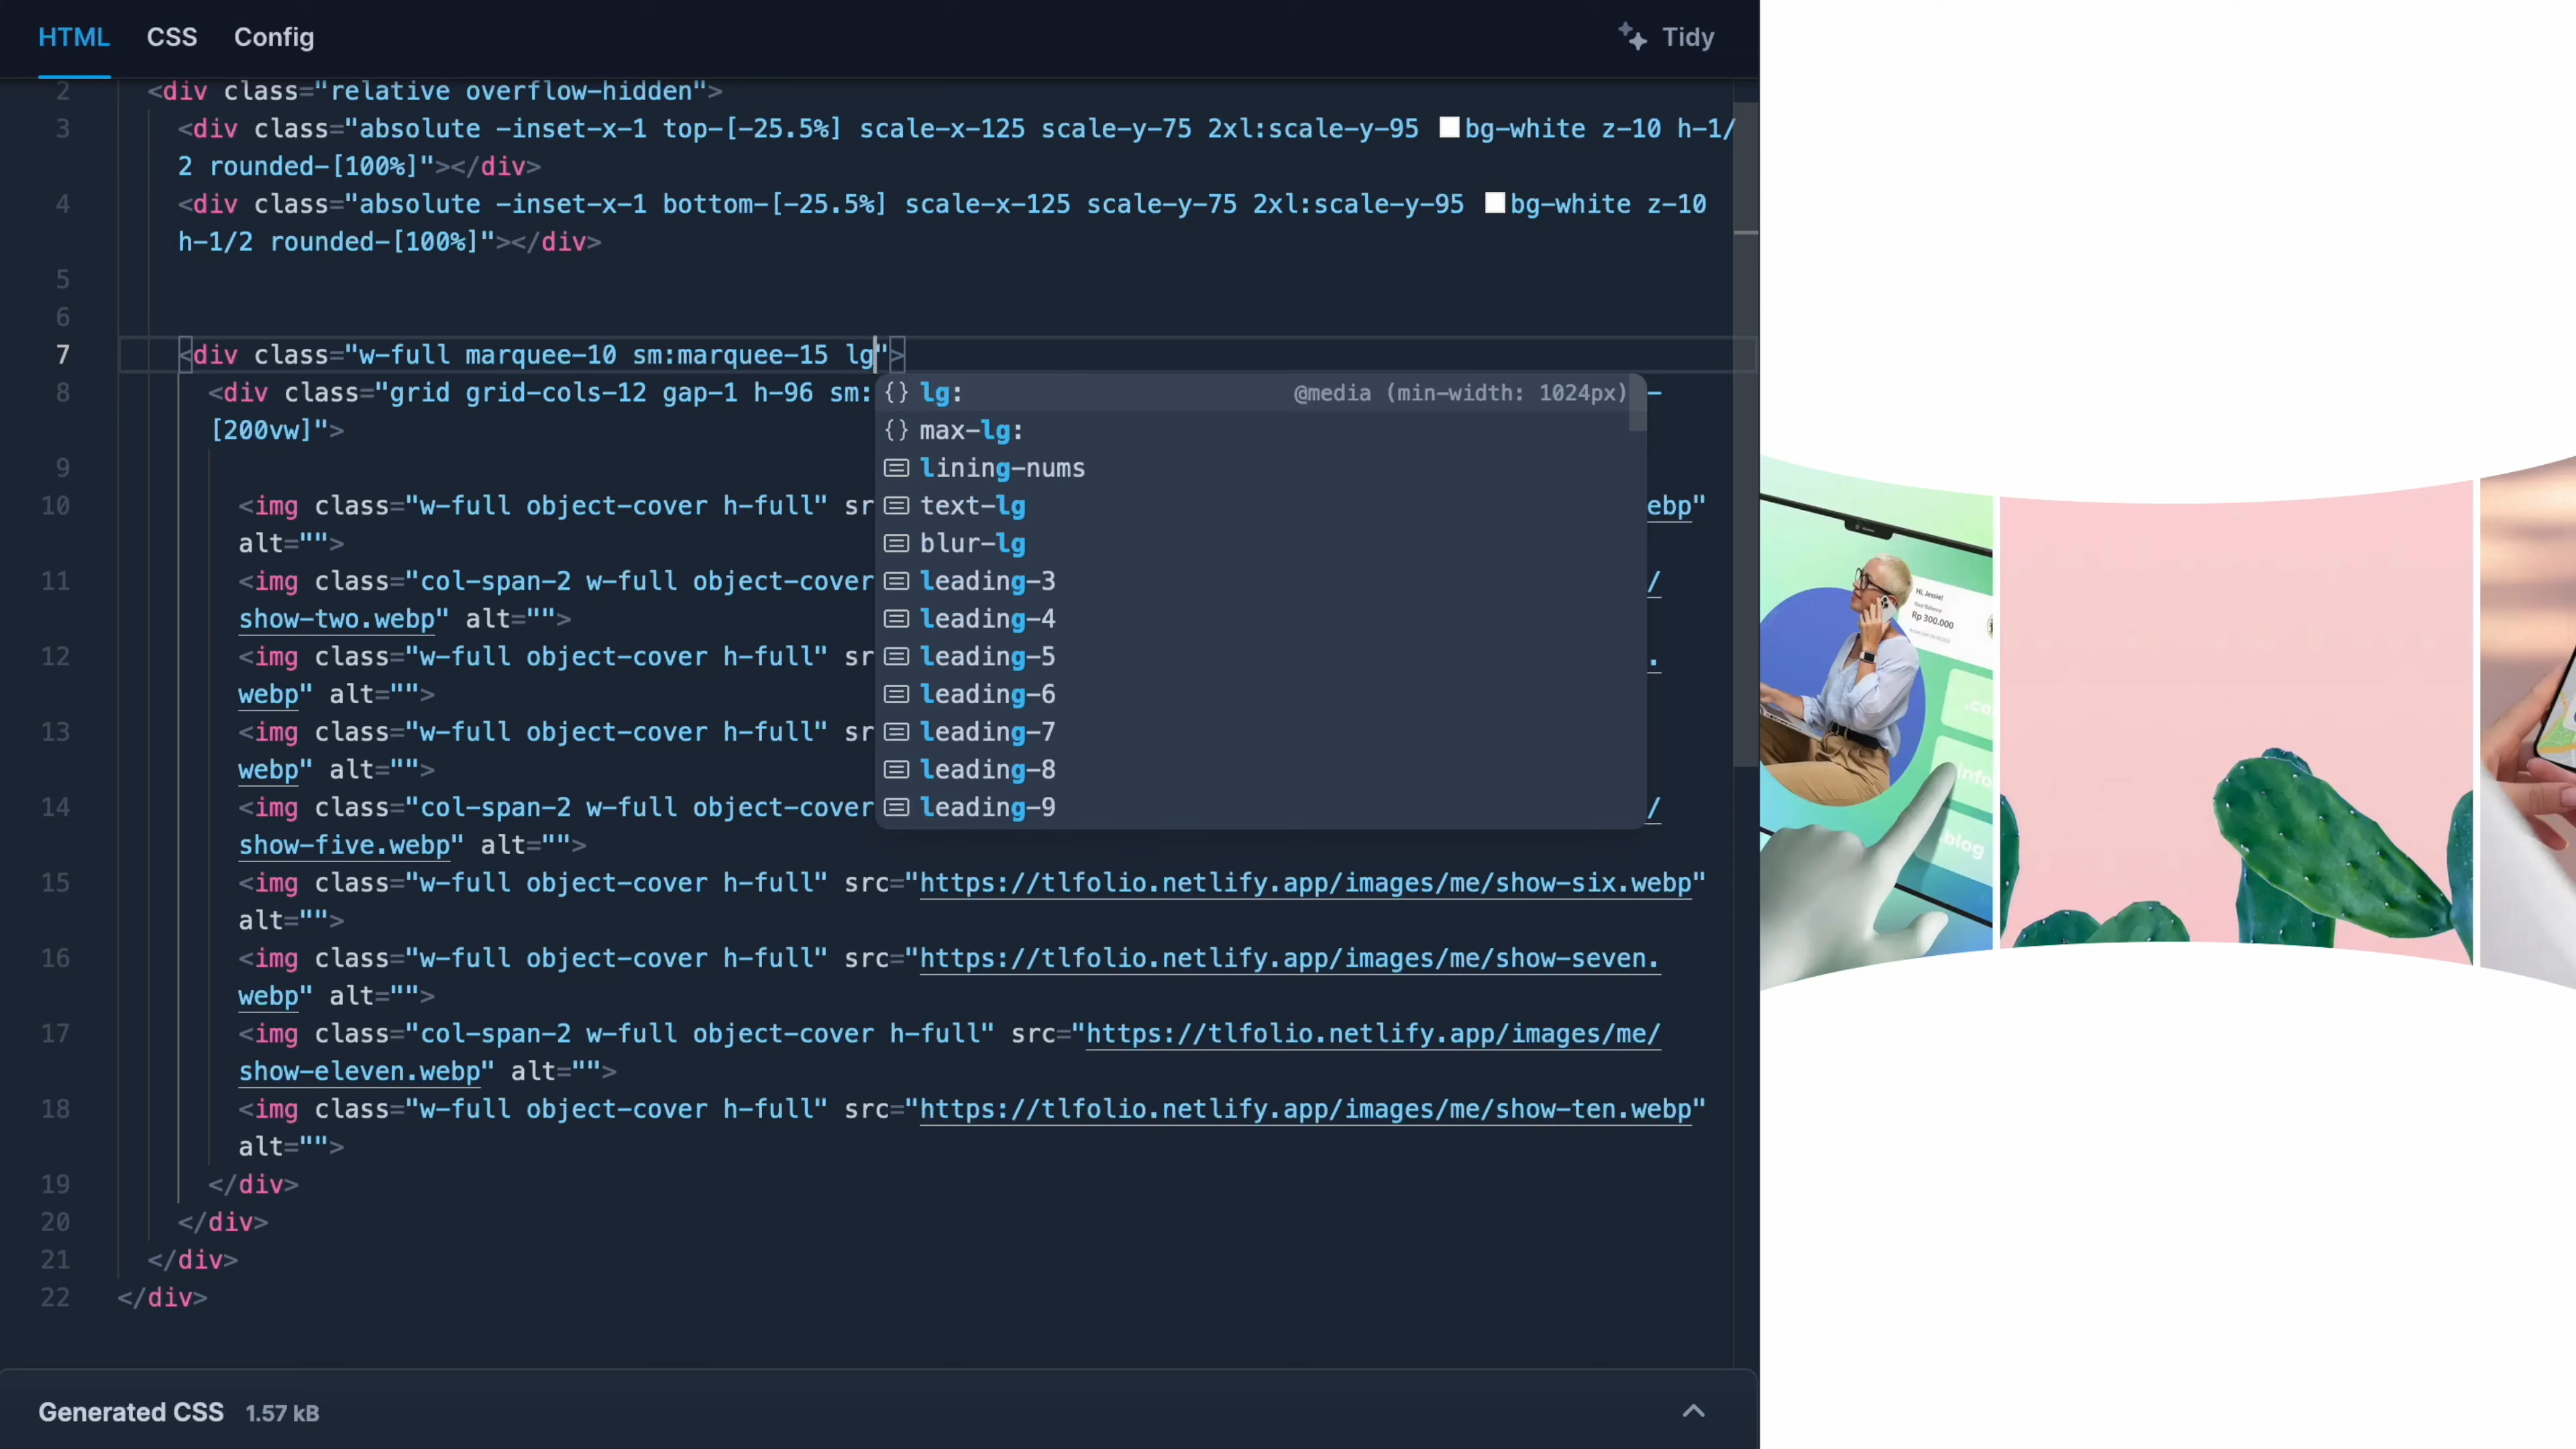 HTML CSS Config Tidy
2 <div class="relative overflow-hidden">
3 <div class="absolute -inset-x-1 top-[-25.5%] scale-x-125 scale-y-75 2xl:scale-y-95 bg-white z-10 h-1/
2 rounded-[100%]"></div>
4 <div class="absolute -inset-x-1 bottom-[-25.5%] scale-x-125 scale-y-75 2xl:scale-y-95 bg-white z-10
h-1/2 rounded-[100%]"></div>
5
6
7 <div class="w-full marquee-10 sm:marquee-15 lg">
8 <div class="grid grid-cols-12 gap-1 h-96 sm: -
[200vw]">
9
10 <img class="w-full object-cover h-full" sr ebp"
alt="">
11 <img class="col-span-2 w-full object-cover /
show-two.webp" alt="">
12 <img class="w-full object-cover h-full" sr .
webp" alt="">
13 <img class="w-full object-cover h-full" sr
webp" alt="">
14 <img class="col-span-2 w-full object-cover /
show-five.webp" alt="">
15 <img class="w-full object-cover h-full" src="https://tlfolio.netlify.app/images/me/show-six.webp"
alt="">
16 <img class="w-full object-cover h-full" src="https://tlfolio.netlify.app/images/me/show-seven.
webp" alt="">
17 <img class="col-span-2 w-full object-cover h-full" src="https://tlfolio.netlify.app/images/me/
show-eleven.webp" alt="">
18 <img class="w-full object-cover h-full" src="https://tlfolio.netlify.app/images/me/show-ten.webp"
alt="">
19 </div>
20 </div>
21 </div>
22 </div>
{} lg: @media (min-width: 1024px)
{} max-lg:
lining-nums
text-lg
blur-lg
leading-3
leading-4
leading-5
leading-6
leading-7
leading-8
leading-9
Generated CSS 1.57 kB
Hi, Jessie!
Your Balance
Rp 300.000
.co
.info
.blog